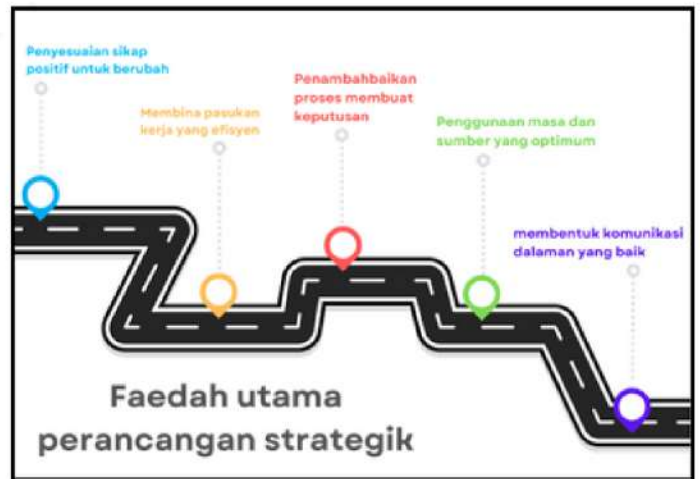 Penyesuaian sikap
positif untuk berubah
Membina pasukan
kerja yang efisyen
Penambahbaikan
proses membuat
keputusan
Penggunaan masa dan
sumber yang optimum
membentuk komunikasi
dalaman yang baik
Faedah utama
perancangan strategik